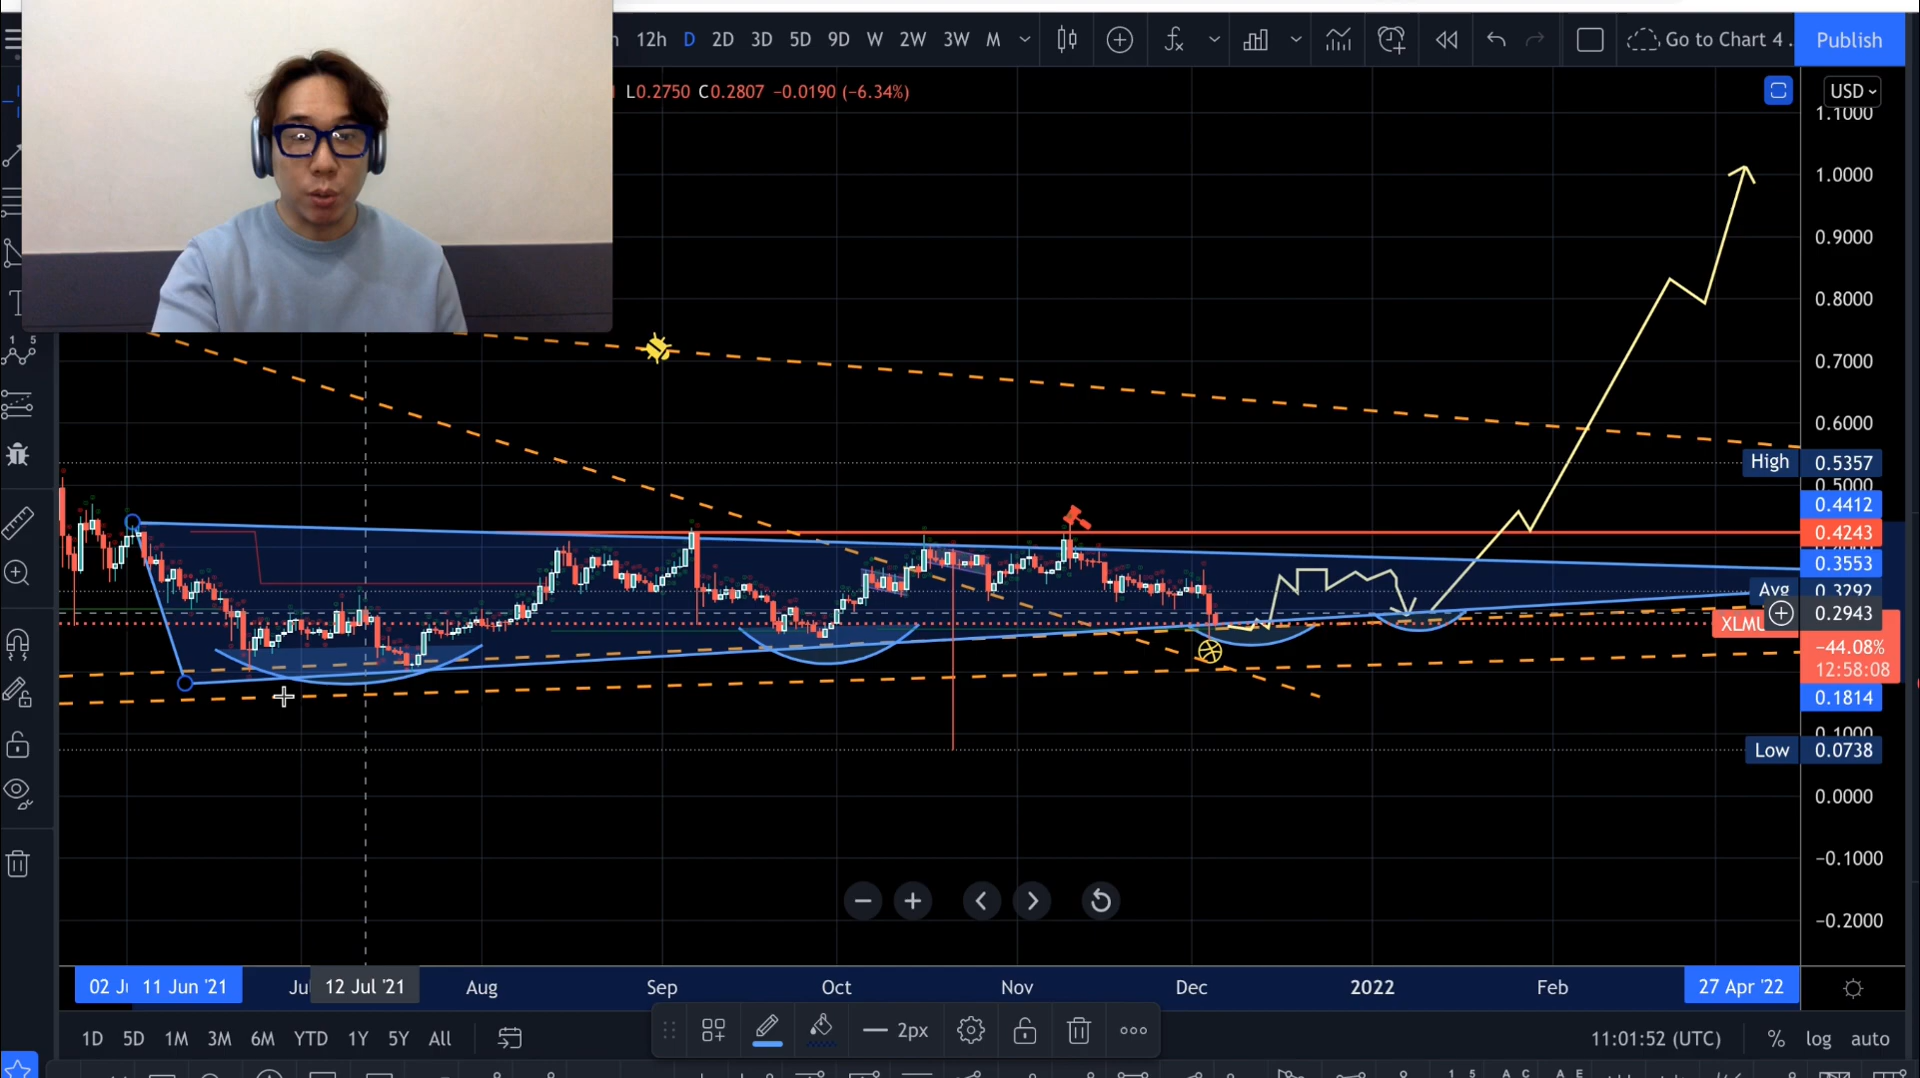 12h D 2D 3D 5D 9D W 2W 3W M Go to Chart 4 . Publish
L0.2750 C0.2807 −0.0190 (−6.34%)
USD
1.1000
1.0000
0.9000
0.8000
0.7000
0.6000
High 0.5357
0.5000
0.4412
0.4243
0.3553
Avg 0.3292
0.2943
XLMU
−44.08%
12:58:08
0.1814
0.1000
Low 0.0738
0.0000
−0.1000
−0.2000
02 J 11 Jun '21 Jul 12 Jul '21 Aug Sep Oct Nov Dec 2022 Feb 27 Apr '22
2px
1D 5D 1M 3M 6M YTD 1Y 5Y All 11:01:52 (UTC) % log auto